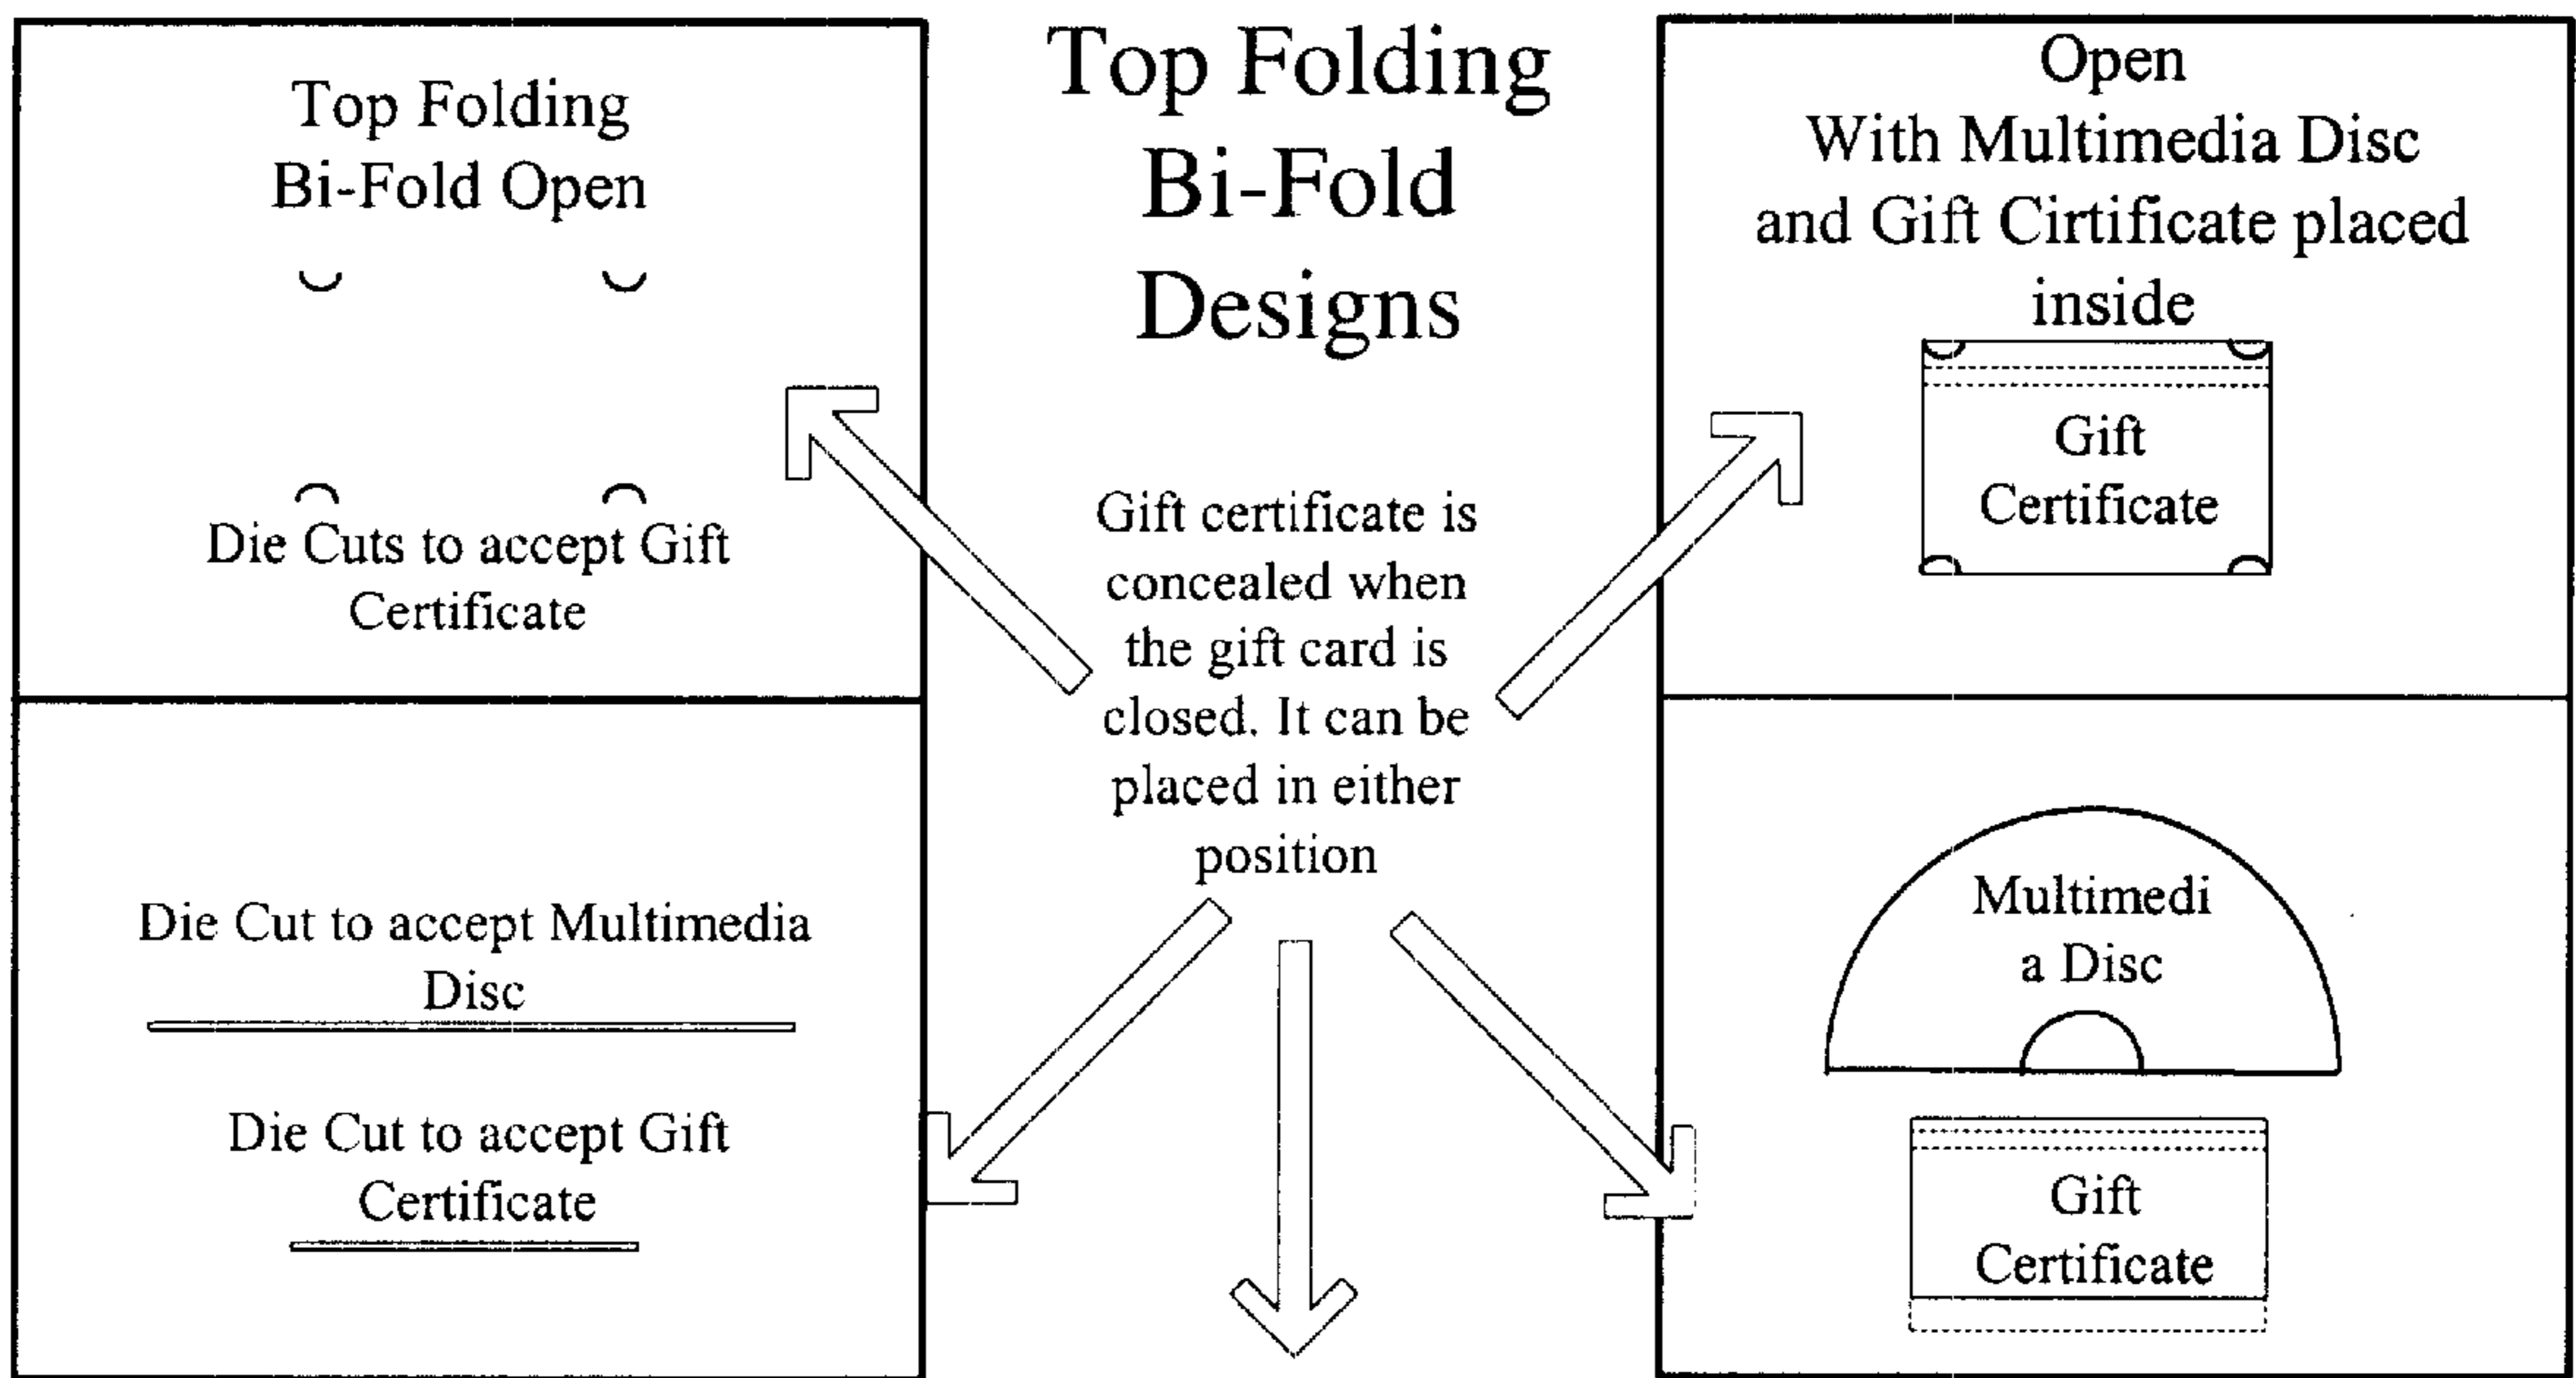 Top Folding
Bi-Fold Open
Die Cuts to accept Gift
Certificate
Die Cut to accept Multimedia
Disc
Die Cut to accept Gift
Certificate
Top Folding
Bi-Fold
Designs
Gift certificate is
concealed when
the gift card is
closed. It can be
placed in either
position
Open
With Multimedia Disc
and Gift Cirtificate placed
inside
Gift
Certificate
Multimedi
a Disc
Gift
Certificate